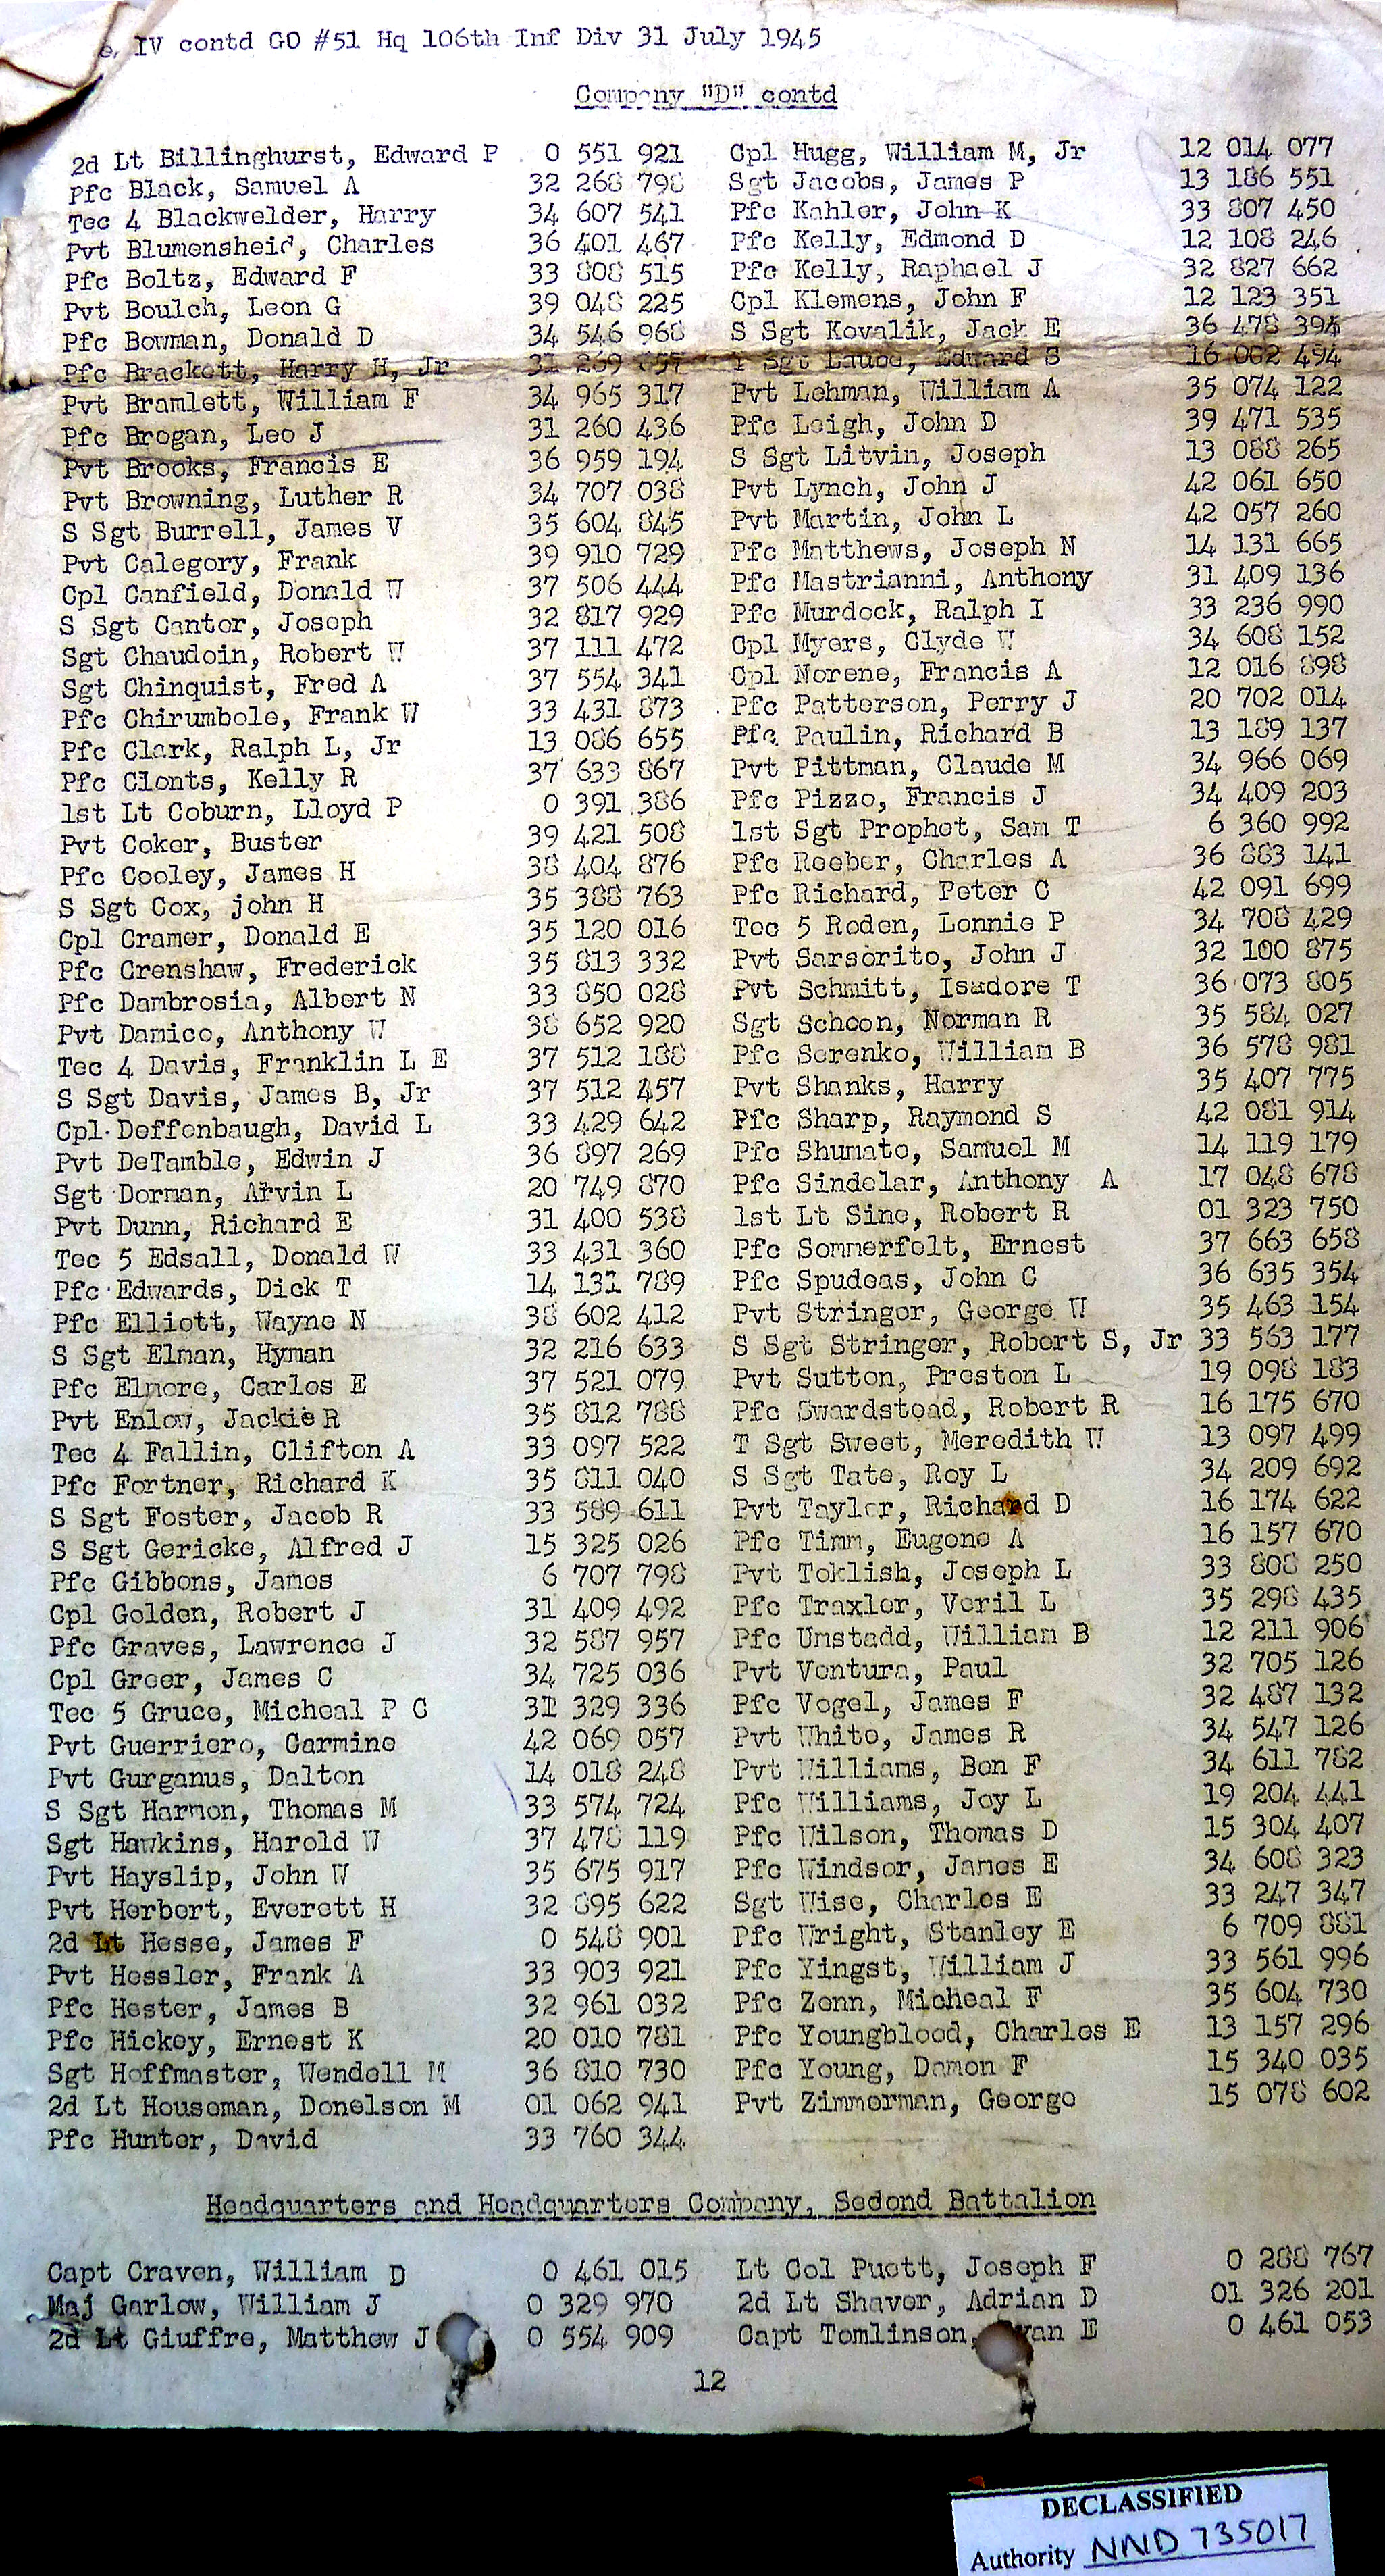 e, IV contd GO #51 Hq 106th Inf Div 31 July 1945
Company "D" contd
2d Lt Billinghurst, Edward P 0 551 921 Cpl Hugg, William M, Jr 12 014 077
Pfc Black, Samuel A 32 268 798 Sgt Jacobs, James P 13 186 551
Tec 4 Blackwelder, Harry 34 607 541 Pfc Kahler, John K 33 807 450
Pvt Blumensheid, Charles 36 401 467 Pfc Kelly, Edmond D 12 108 246
Pfc Boltz, Edward F 33 808 515 Pfc Kelly, Raphael J 32 827 662
Pvt Boulch, Leon G 39 048 225 Cpl Klemens, John F 12 123 351
Pfc Bowman, Donald D 34 546 968 S Sgt Kovalik, Jack E 36 478 394
Pfc Brackett, Harry H, Jr 31 269 T Sgt Edward S 16 082 494
Pvt Bramlett, William F 34 965 317 Pvt Lehman, William A 35 074 122
Pfc Brogan, Leo J 31 260 436 Pfc Leigh, John D 39 471 535
Pvt Brooks, Francis E 36 959 194 S Sgt Litvin, Joseph 13 088 265
Pvt Browning, Luther R 34 707 038 Pvt Lynch, John J 42 061 650
S Sgt Burrell, James V 35 604 845 Pvt Martin, John L 42 057 260
Pvt Calegory, Frank 39 910 729 Pfc Matthews, Joseph N 14 131 665
Cpl Canfield, Donald W 37 506 444 Pfc Mastrianni, Anthony 31 409 136
S Sgt Cantor, Joseph 32 817 929 Pfc Murdock, Ralph I 33 236 990
Sgt Chaudoin, Robert W 37 111 472 Cpl Myers, Clyde W 34 608 152
Sgt Chinquist, Fred A 37 554 341 Cpl Norene, Francis A 12 016 898
Pfc Chirumbole, Frank W 33 431 873 Pfc Patterson, Perry J 20 702 014
Pfc Clark, Ralph L, Jr 13 086 655 Pfc Paulin, Richard B 13 189 137
Pfc Clonts, Kelly R 37 633 867 Pvt Pittman, Claude M 34 966 069
1st Lt Coburn, Lloyd P 0 391 386 Pfc Pizzo, Francis J 34 409 203
Pvt Coker, Buster 39 421 508 1st Sgt Prophet, Sam T 6 360 992
Pfc Cooley, James H 38 404 876 Pfc Reeber, Charles A 36 883 141
S Sgt Cox, john H 35 388 763 Pfc Richard, Peter C 42 091 699
Cpl Cramer, Donald E 35 120 016 Tec 5 Roden, Lonnie P 34 708 429
Pfc Crenshaw, Frederick 35 813 332 Pvt Sarsorito, John J 32 100 875
Pfc Dambrosia, Albert N 33 850 028 Pvt Schmitt, Isadore T 36 073 805
Pvt Damico, Anthony W 38 652 920 Sgt Schoon, Norman R 35 584 027
Tec 4 Davis, Franklin L E 37 512 188 Pfc Serenko, William B 36 578 981
S Sgt Davis, James B, Jr 37 512 457 Pvt Shanks, Harry 35 407 775
Cpl Deffenbaugh, David L 33 429 642 Pfc Sharp, Raymond S 42 081 914
Pvt DeTamble, Edwin J 36 897 269 Pfc Shumate, Samuel M 14 119 179
Sgt Dorman, Arvin L 20 749 870 Pfc Sindelar, Anthony A 17 048 678
Pvt Dunn, Richard E 31 400 538 1st Lt Sine, Robert R 01 323 750
Tec 5 Edsall, Donald W 33 431 360 Pfc Sommerfelt, Ernest 37 663 658
Pfc Edwards, Dick T 14 131 789 Pfc Spudeas, John C 36 635 354
Pfc Elliott, Wayne N 38 602 412 Pvt Stringer, George W 35 463 154
S Sgt Elman, Hyman 32 216 633 S Sgt Stringer, Robert S, Jr 33 563 177
Pfc Elmore, Carlos E 37 521 079 Pvt Sutton, Preston L 19 098 183
Pvt Enlow, Jackie R 35 812 788 Pfc Swardstead, Robert R 16 175 670
Tec 4 Fallin, Clifton A 33 097 522 T Sgt Sweet, Meredith W 13 097 499
Pfc Fortner, Richard K 35 811 040 S Sgt Tate, Roy L 34 209 692
S Sgt Foster, Jacob R 33 589 611 Pvt Taylor, Richard D 16 174 622
S Sgt Gericke, Alfred J 15 325 026 Pfc Timm, Eugene A 16 157 670
Pfc Gibbons, James 6 707 798 Pvt Toklish, Joseph L 33 808 250
Cpl Golden, Robert J 31 409 492 Pfc Traxler, Veril L 35 298 435
Pfc Graves, Lawrence J 32 587 957 Pfc Umstadd, William B 12 211 906
Cpl Greer, James C 34 725 036 Pvt Ventura, Paul 32 705 126
Tec 5 Gruce, Micheal P C 31 329 336 Pfc Vogel, James F 32 487 132
Pvt Guerriero, Carmine 42 069 057 Pvt White, James R 34 547 126
Pvt Gurganus, Dalton 14 018 248 Pvt Williams, Ben F 34 611 782
S Sgt Harmon, Thomas M 33 574 724 Pfc Williams, Joy L 19 204 441
Sgt Hawkins, Harold W 37 478 119 Pfc Wilson, Thomas D 15 304 407
Pvt Hayslip, John W 35 675 917 Pfc Windsor, James E 34 608 323
Pvt Herbert, Everett H 32 895 622 Sgt Wise, Charles E 33 247 347
2d Lt Hesse, James F 0 548 901 Pfc Wright, Stanley E 6 709 881
Pvt Hessler, Frank A 33 903 921 Pfc Yingst, William J 33 561 996
Pfc Hester, James B 32 961 032 Pfc Zenn, Micheal F 35 604 730
Pfc Hickey, Ernest K 20 010 781 Pfc Youngblood, Charles E 13 157 296
Sgt Hoffmaster, Wendell M 36 810 730 Pfc Young, Damon F 15 340 035
2d Lt Houseman, Donelson M 01 062 941 Pvt Zimmerman, George 15 078 602
Pfc Hunter, David 33 760 344
Headquarters and Headquarters Company, Sedond Battalion
Capt Craven, William D 0 461 015 Lt Col Puett, Joseph F 0 288 767
Maj Garlow, William J 0 329 970 2d Lt Shaver, Adrian D 01 326 201
2d Lt Giuffre, Matthew J 0 554 909 Capt Tomlinson, van E 0 461 053
12
DECLASSIFIED
Authority NND 735017